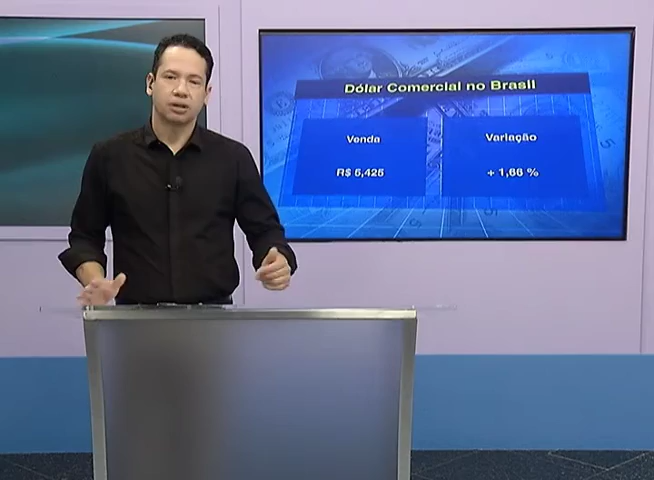 Dólar Comercial no Brasil
Venda
Variação
R$ 5,425
+ 1,66 %